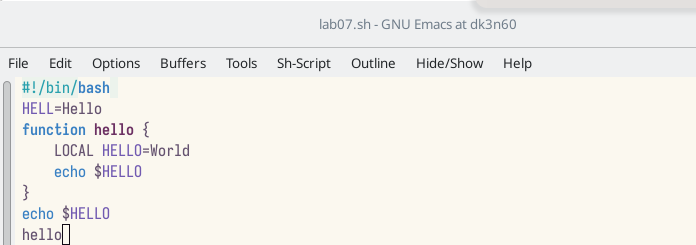 lab07.sh - GNU Emacs at dk3n60
File Edit Options Buffers Tools Sh-Script Outline Hide/Show Help
#!/bin/bash
HELL=Hello
function hello {
    LOCAL HELLO=World
    echo $HELLO
}
echo $HELLO
hello